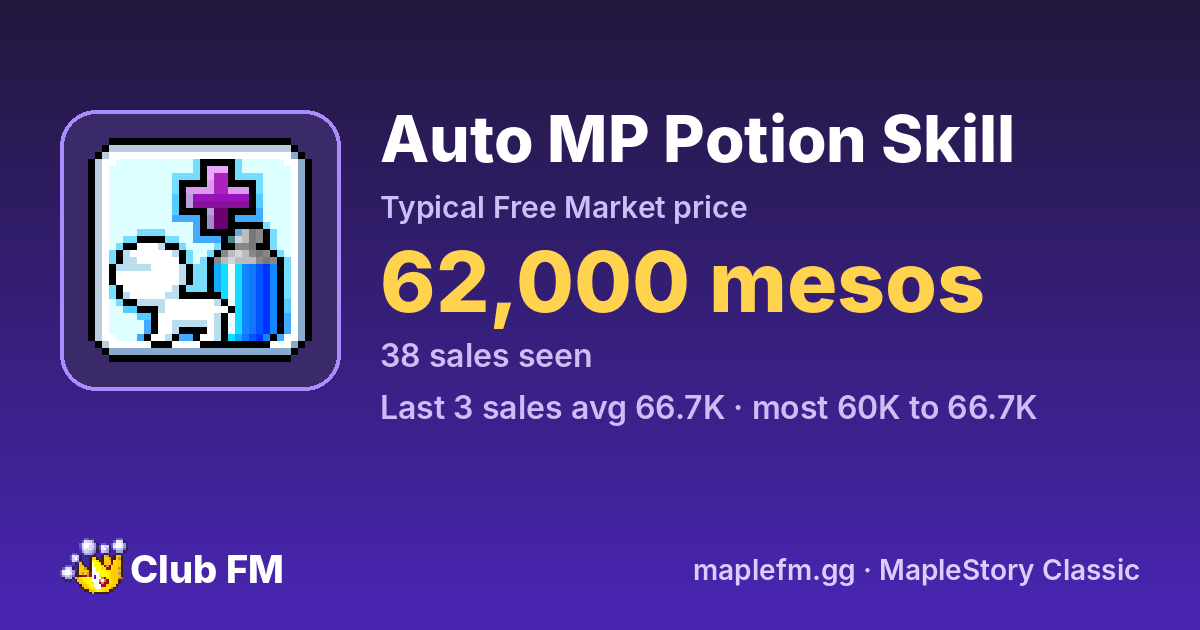 Auto MP Potion Skill
Typical Free Market price
62,000 mesos
38 sales seen
Last 3 sales avg 66.7K · most 60K to 66.7K
Club FM
maplefm.gg · MapleStory Classic